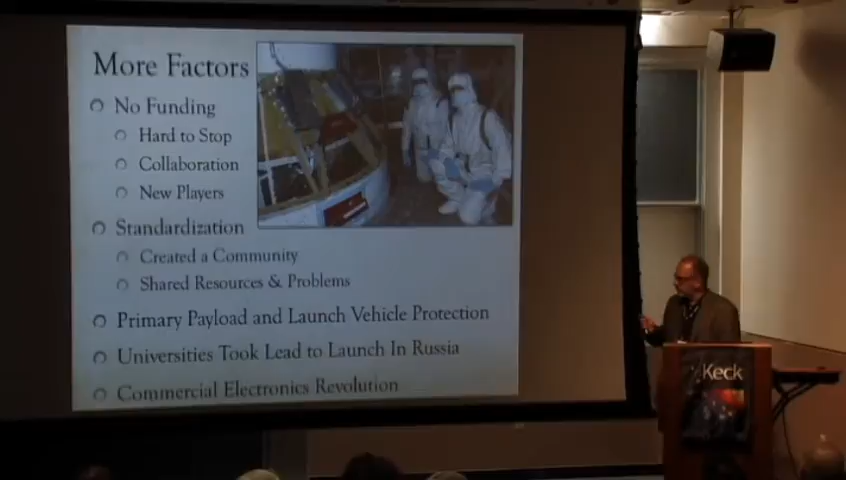 More Factors
No Funding
Hard to Stop
Collaboration
New Players
Standardization
Created a Community
Shared Resources & Problems
Primary Payload and Launch Vehicle Protection
Universities Took Lead to Launch In Russia
Commercial Electronics Revolution
Keck